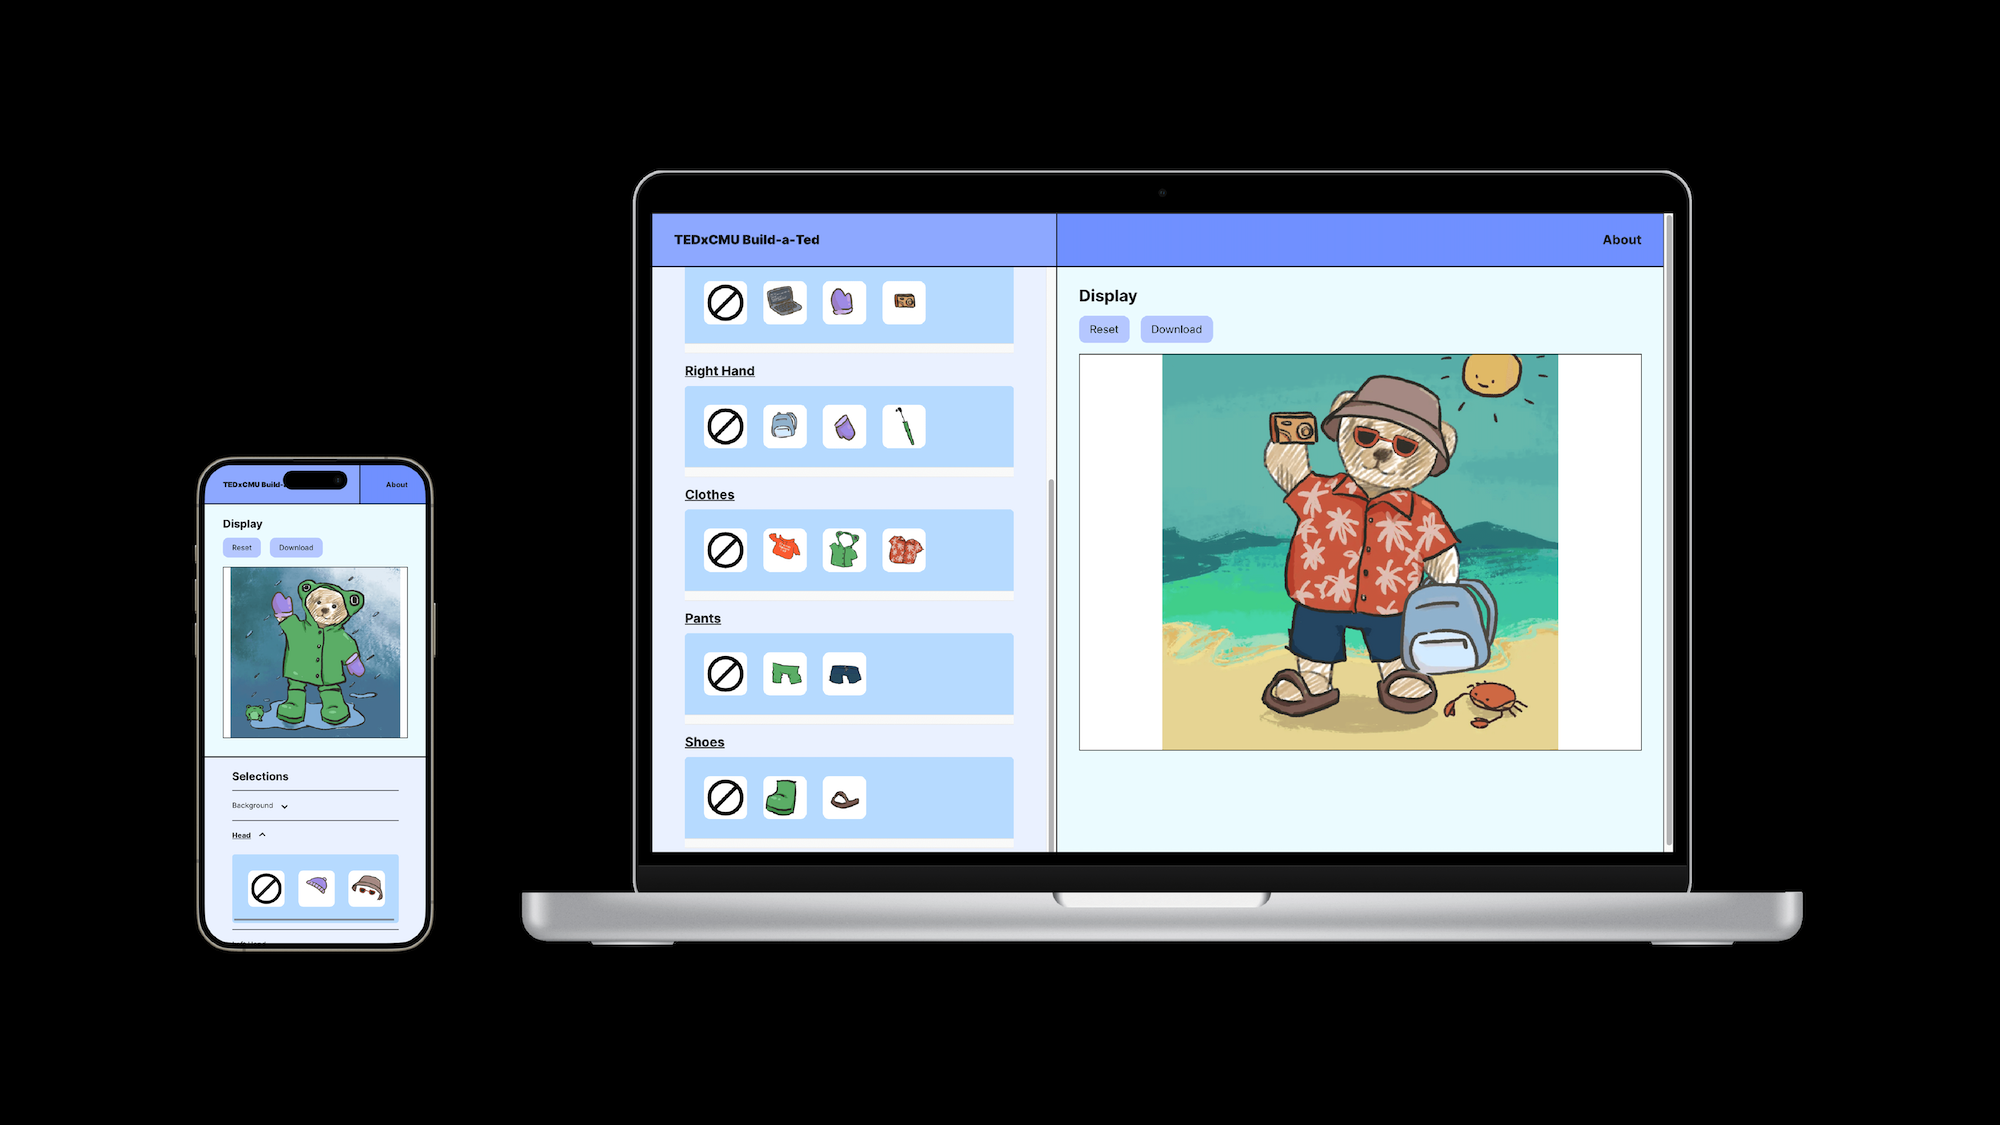 TEDxCMU Build-
About
Display
Reset
Download
Selections
Background
Head
TEDxCMU Build-a-Ted
About
Right Hand
Clothes
Pants
Shoes
Display
Reset
Download